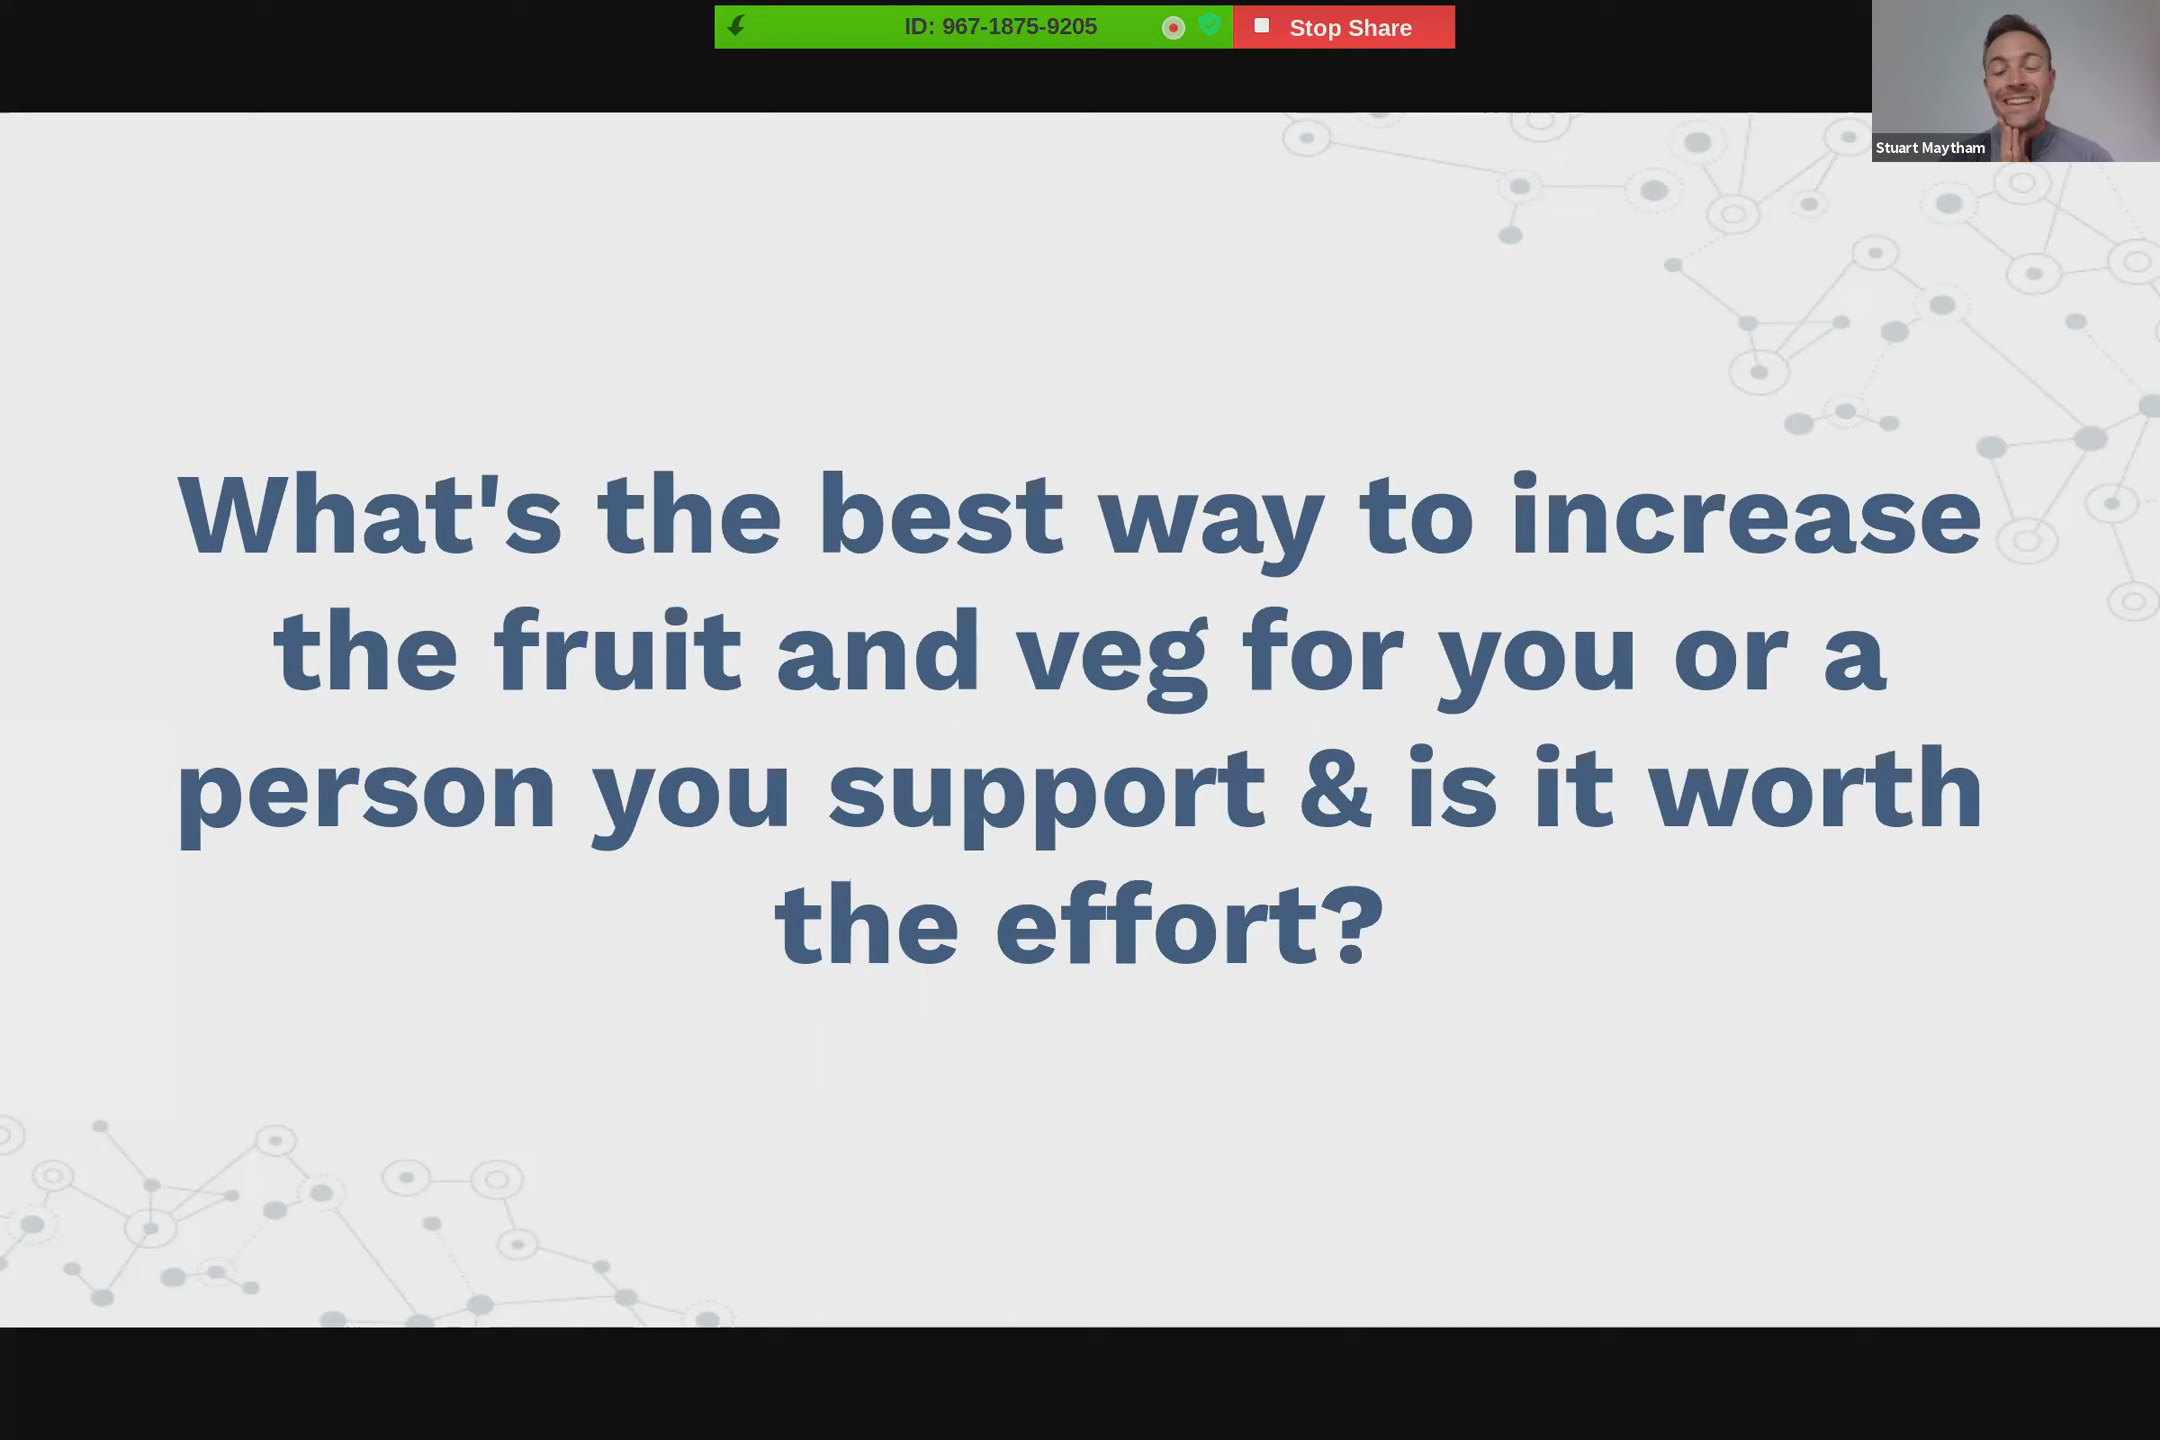 ID: 967-1875-9205
Stop Share
Stuart Maytham
What's the best way to increase
the fruit and veg for you or a
person you support & is it worth
the effort?